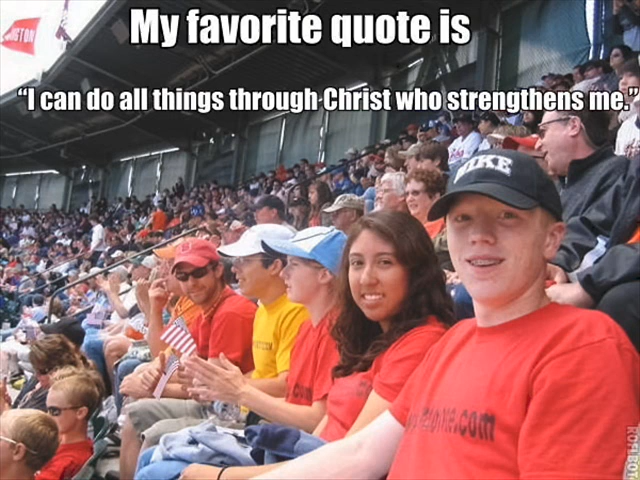 My favorite quote is
“I can do all things through Christ who strengthens me.”
NIKE